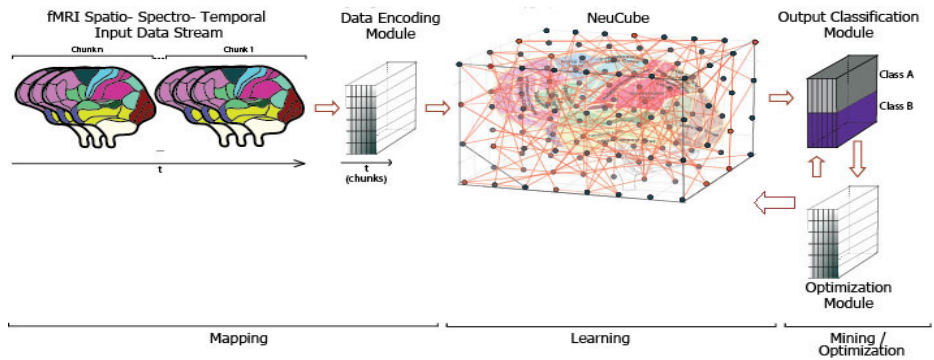 fMRI Spatio- Spectro- Temporal
Input Data Stream
Data Encoding
Module
NeuCube
Output Classification
Module
Chunk n
Chunk 1
Class A
Class B
t
t
(chunks)
Optimization
Module
Mapping
Learning
Mining /
Optimization